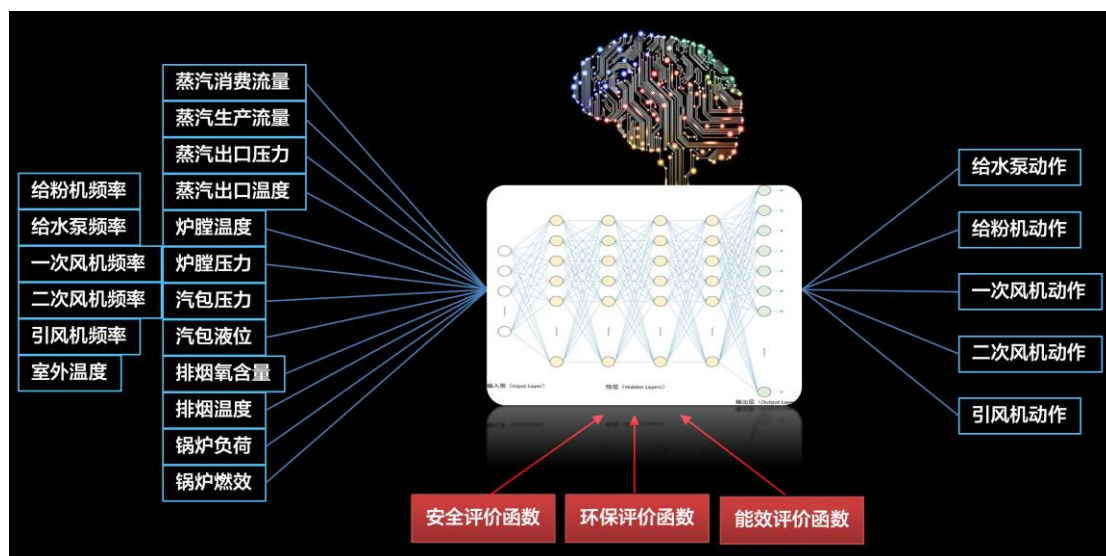 给粉机频率
给水泵频率
一次风机频率
二次风机频率
引风机频率
室外温度
蒸汽消费流量
蒸汽生产流量
蒸汽出口压力
蒸汽出口温度
炉膛温度
炉膛压力
汽包压力
汽包液位
排烟氧含量
排烟温度
锅炉负荷
锅炉燃效
输入层 (Input Layer)
隐层 (Hidden Layers)
输出层 (Output Layer)
安全评价函数
环保评价函数
能效评价函数
给水泵动作
给粉机动作
一次风机动作
二次风机动作
引风机动作